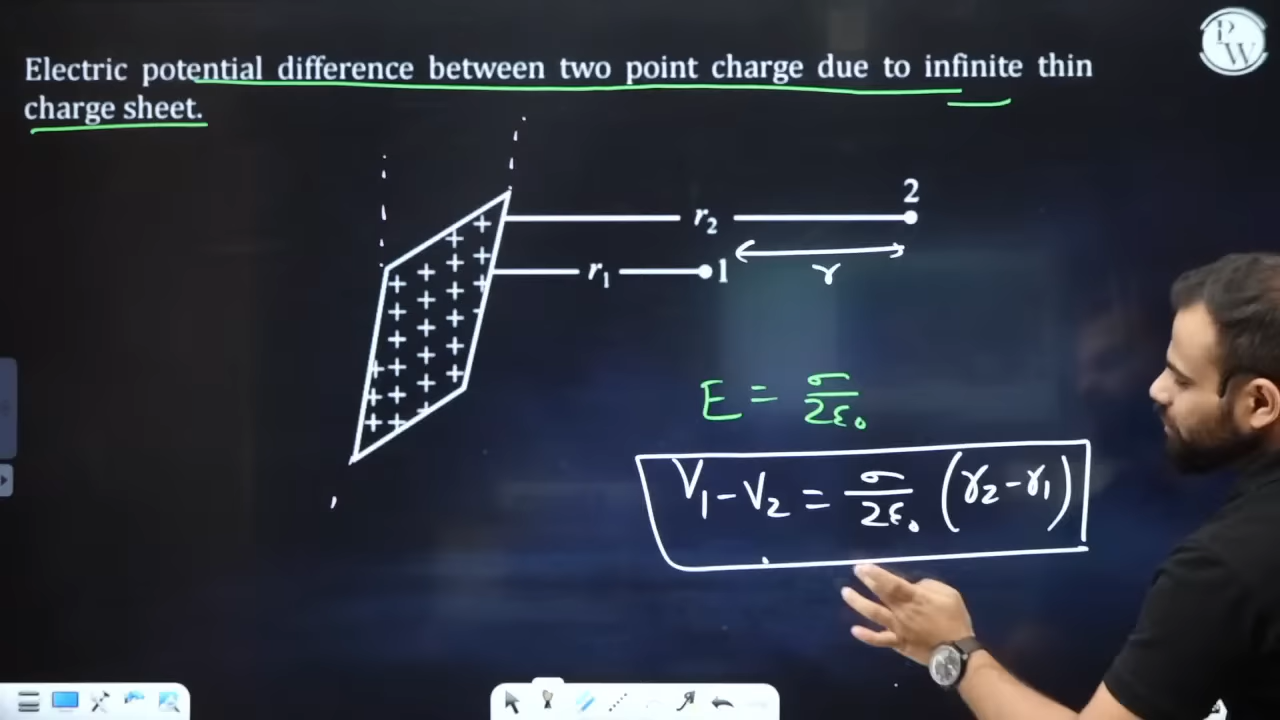 PW
Electric potential difference between two point charge due to infinite thin
charge sheet.
2
r₂
r₁
1
r
E = σ/2ε₀
V₁-V₂ = σ/2ε₀ (r₂-r₁)